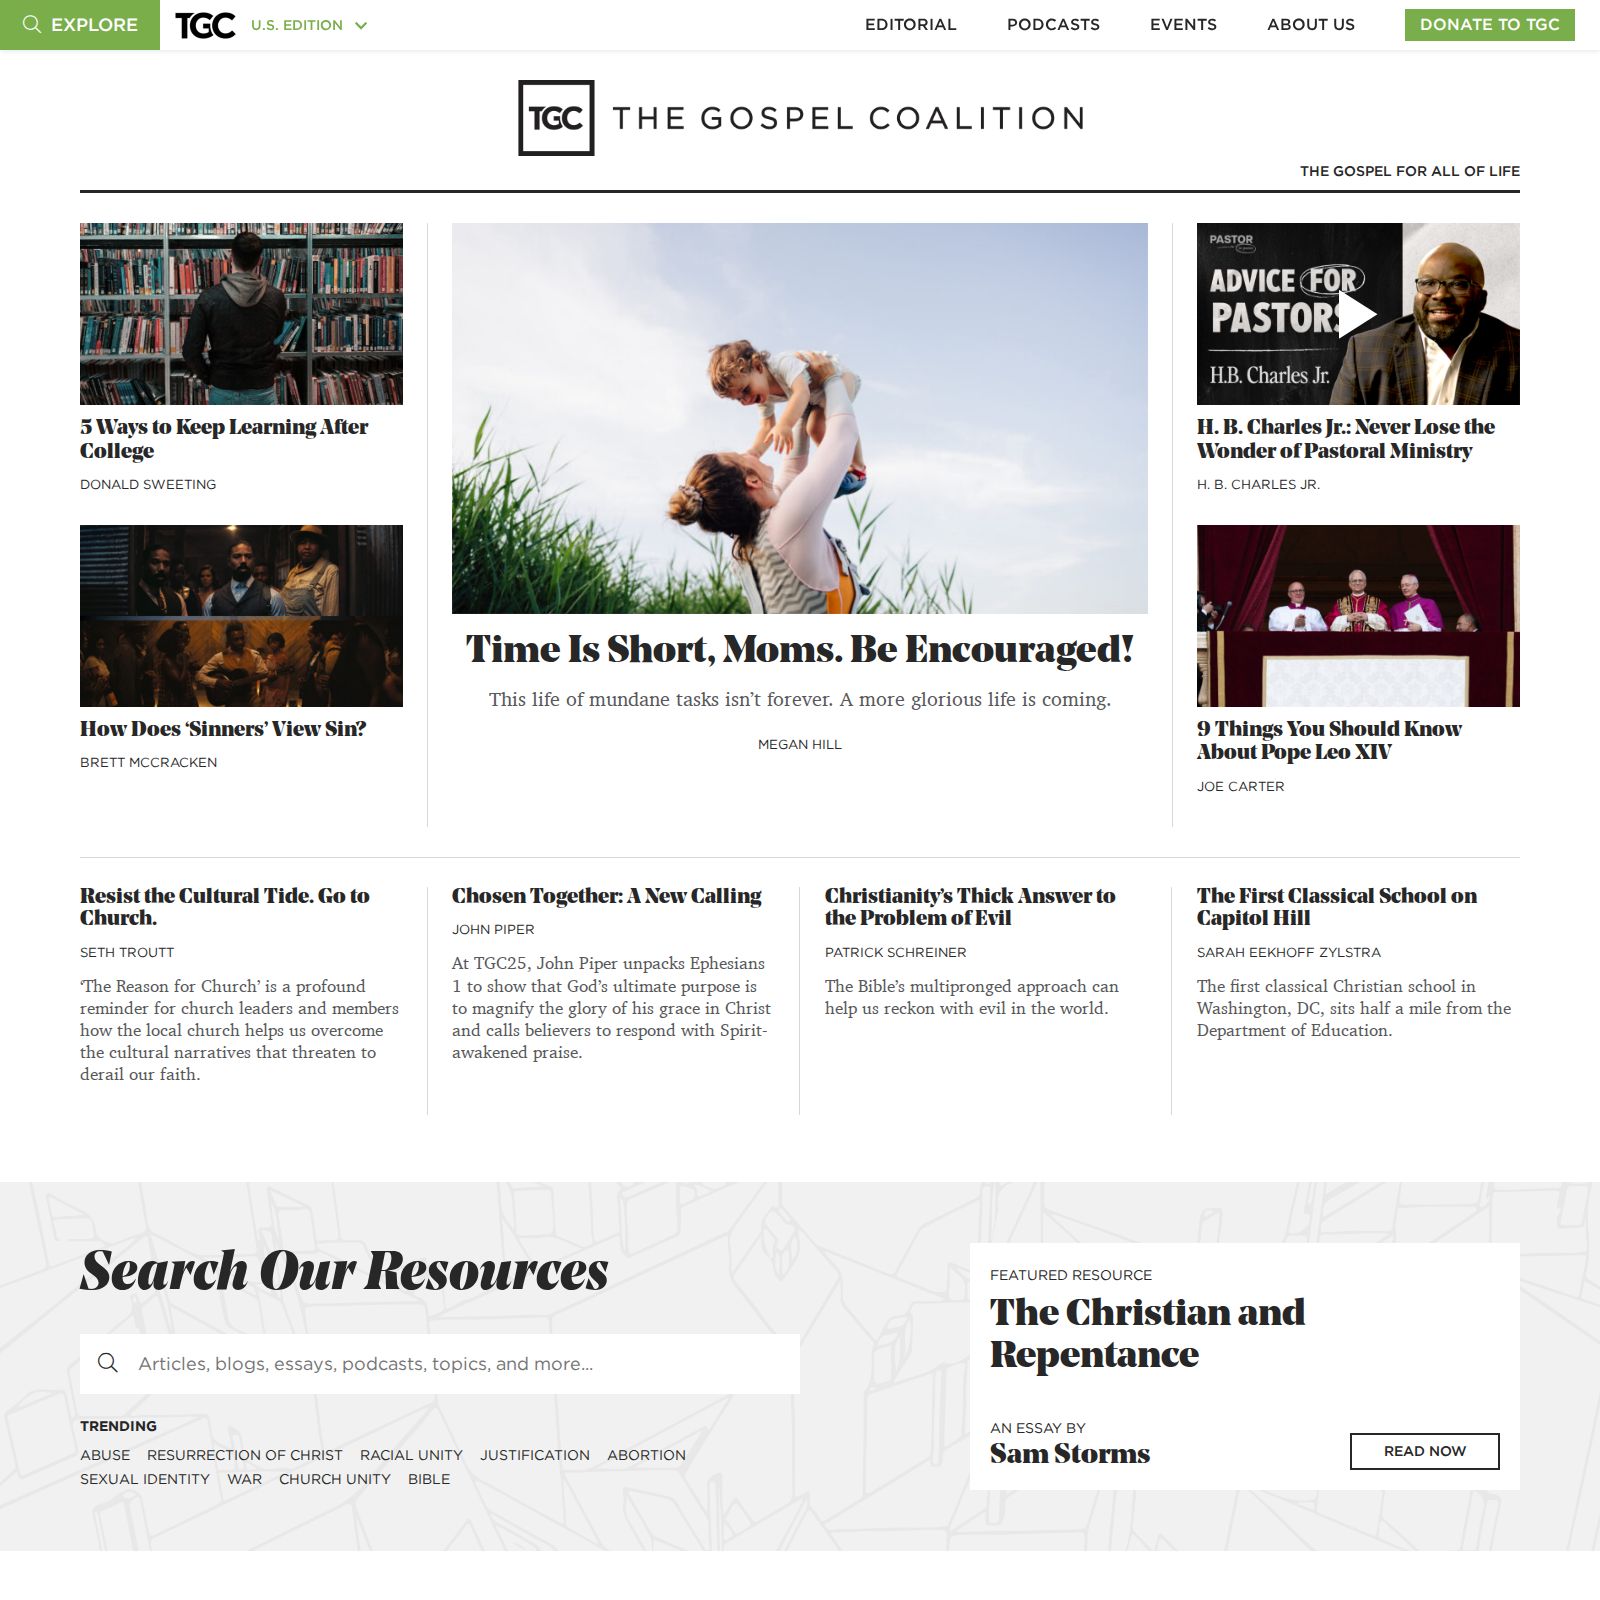 EXPLORE
TGC
U.S. EDITION
EDITORIAL
PODCASTS
EVENTS
ABOUT US
DONATE TO TGC
TGC THE GOSPEL COALITION
THE GOSPEL FOR ALL OF LIFE
5 Ways to Keep Learning After
College
DONALD SWEETING
How Does ‘Sinners’ View Sin?
BRETT MCCRACKEN
Time Is Short, Moms. Be Encouraged!
This life of mundane tasks isn’t forever. A more glorious life is coming.
MEGAN HILL
PASTOR
ADVICE FOR
PASTORS
H.B. Charles Jr.
H. B. Charles Jr.: Never Lose the
Wonder of Pastoral Ministry
H. B. CHARLES JR.
9 Things You Should Know
About Pope Leo XIV
JOE CARTER
Resist the Cultural Tide. Go to
Church.
SETH TROUTT
‘The Reason for Church’ is a profound
reminder for church leaders and members
how the local church helps us overcome
the cultural narratives that threaten to
derail our faith.
Chosen Together: A New Calling
JOHN PIPER
At TGC25, John Piper unpacks Ephesians
1 to show that God’s ultimate purpose is
to magnify the glory of his grace in Christ
and calls believers to respond with Spirit-
awakened praise.
Christianity’s Thick Answer to
the Problem of Evil
PATRICK SCHREINER
The Bible’s multipronged approach can
help us reckon with evil in the world.
The First Classical School on
Capitol Hill
SARAH EEKHOFF ZYLSTRA
The first classical Christian school in
Washington, DC, sits half a mile from the
Department of Education.
Search Our Resources
Articles, blogs, essays, podcasts, topics, and more...
TRENDING
ABUSE RESURRECTION OF CHRIST RACIAL UNITY JUSTIFICATION ABORTION
SEXUAL IDENTITY WAR CHURCH UNITY BIBLE
FEATURED RESOURCE
The Christian and
Repentance
AN ESSAY BY
Sam Storms
READ NOW